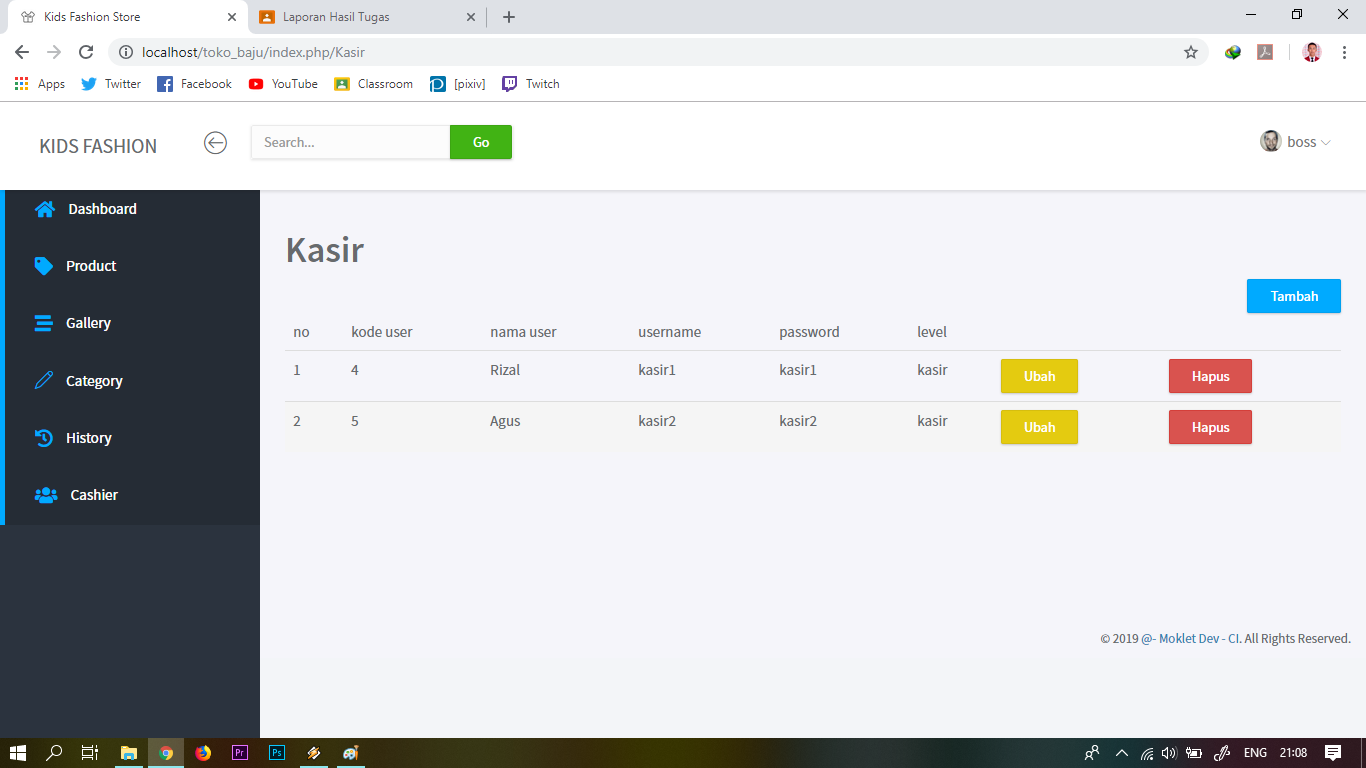 Kids Fashion Store
Laporan Hasil Tugas
localhost/toko_baju/index.php/Kasir
Apps Twitter Facebook YouTube Classroom [pixiv] Twitch
KIDS FASHION
Search...
Go
boss
Dashboard
Product
Gallery
Category
History
Cashier
Kasir
Tambah
no kode user nama user username password level
1 4 Rizal kasir1 kasir1 kasir Ubah Hapus
2 5 Agus kasir2 kasir2 kasir Ubah Hapus
© 2019 @- Moklet Dev - CI. All Rights Reserved.
Pr Ps ENG 21:08